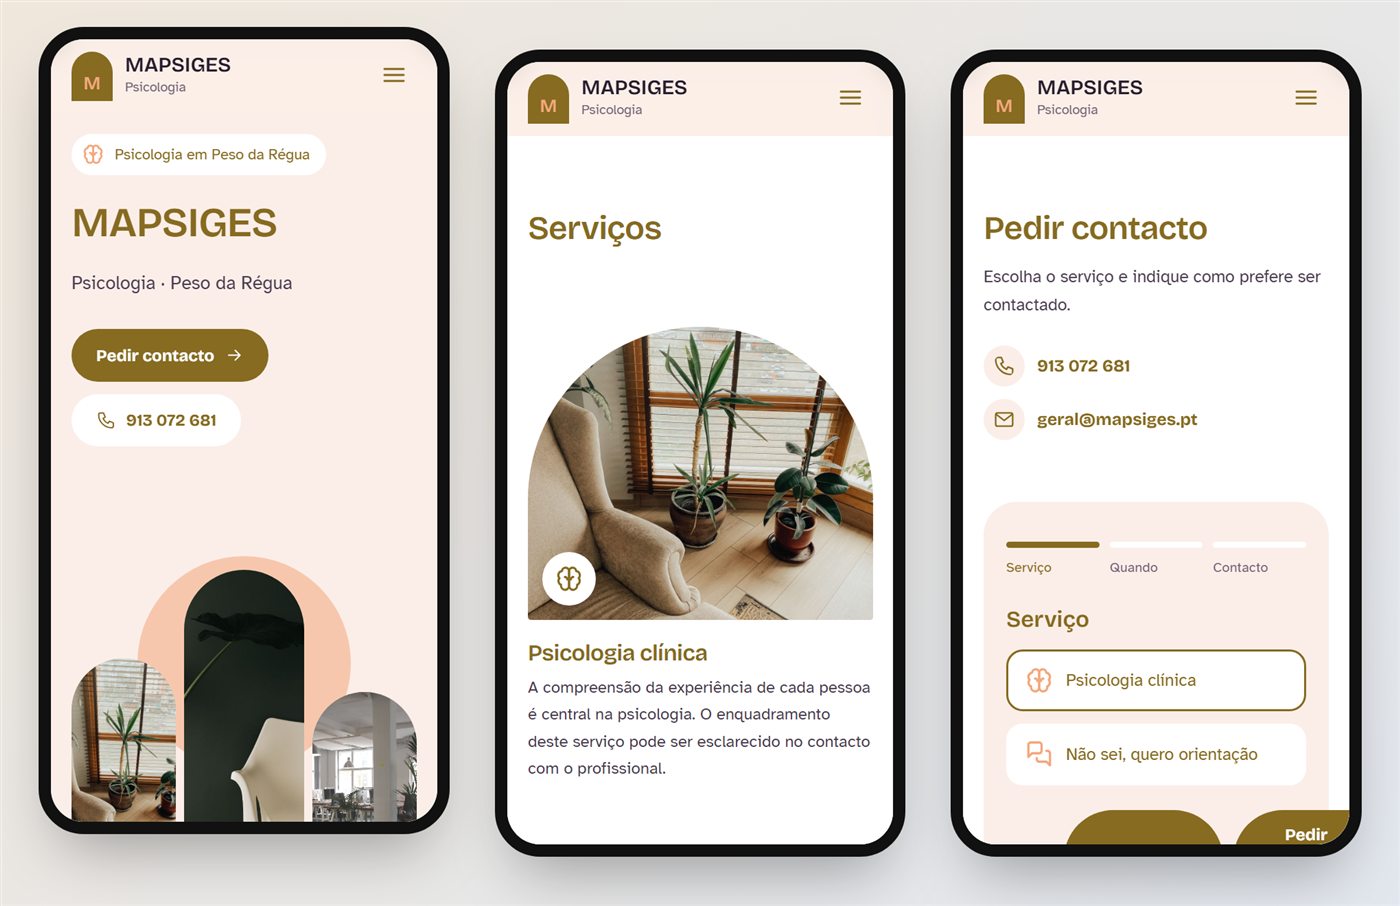 M
MAPSIGES
Psicologia
Psicologia em Peso da Régua
MAPSIGES
Psicologia · Peso da Régua
Pedir contacto
913 072 681
M
MAPSIGES
Psicologia
Serviços
Psicologia clínica
A compreensão da experiência de cada pessoa
é central na psicologia. O enquadramento
deste serviço pode ser esclarecido no contacto
com o profissional.
M
MAPSIGES
Psicologia
Pedir contacto
Escolha o serviço e indique como prefere ser
contactado.
913 072 681
geral@mapsiges.pt
Serviço
Quando
Contacto
Serviço
Psicologia clínica
Não sei, quero orientação
Pedir